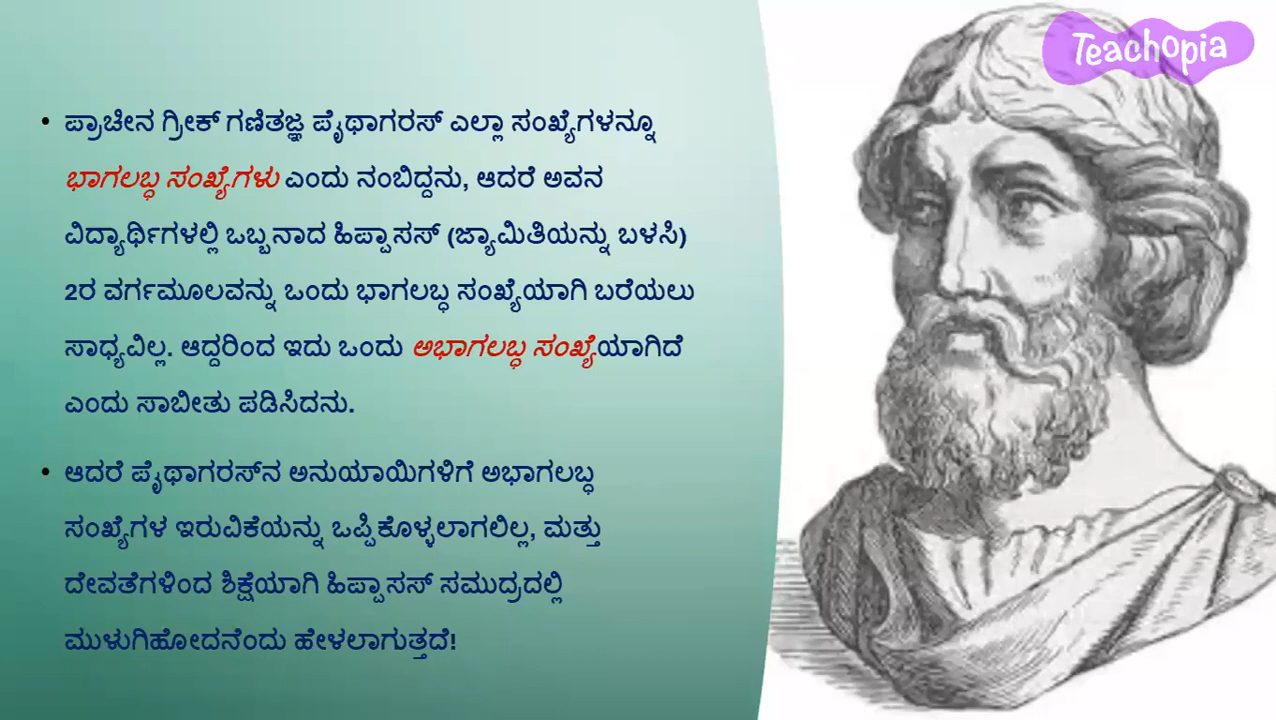 Teachopia
• ಪ್ರಾಚೀನ ಗ್ರೀಕ್ ಗಣಿತಜ್ಞ ಪೈಥಾಗರಸ್ ಎಲ್ಲಾ ಸಂಖ್ಯೆಗಳನ್ನೂ
ಭಾಗಲಬ್ಧ ಸಂಖ್ಯೆಗಳು ಎಂದು ನಂಬಿದ್ದನು, ಆದರೆ ಅವನ
ವಿದ್ಯಾರ್ಥಿಗಳಲ್ಲಿ ಒಬ್ಬನಾದ ಹಿಪ್ಪಾಸಸ್ (ಜ್ಯಾಮಿತಿಯನ್ನು ಬಳಸಿ)
2ರ ವರ್ಗಮೂಲವನ್ನು ಒಂದು ಭಾಗಲಬ್ಧ ಸಂಖ್ಯೆಯಾಗಿ ಬರೆಯಲು
ಸಾಧ್ಯವಿಲ್ಲ. ಆದ್ದರಿಂದ ಇದು ಒಂದು ಅಭಾಗಲಬ್ಧ ಸಂಖ್ಯೆಯಾಗಿದೆ
ಎಂದು ಸಾಬೀತು ಪಡಿಸಿದನು.
• ಆದರೆ ಪೈಥಾಗರಸ್‌ನ ಅನುಯಾಯಿಗಳಿಗೆ ಅಭಾಗಲಬ್ಧ
ಸಂಖ್ಯೆಗಳ ಇರುವಿಕೆಯನ್ನು ಒಪ್ಪಿಕೊಳ್ಳಲಾಗಲಿಲ್ಲ, ಮತ್ತು
ದೇವತೆಗಳಿಂದ ಶಿಕ್ಷೆಯಾಗಿ ಹಿಪ್ಪಾಸಸ್ ಸಮುದ್ರದಲ್ಲಿ
ಮುಳುಗಿಹೋದನೆಂದು ಹೇಳಲಾಗುತ್ತದೆ!